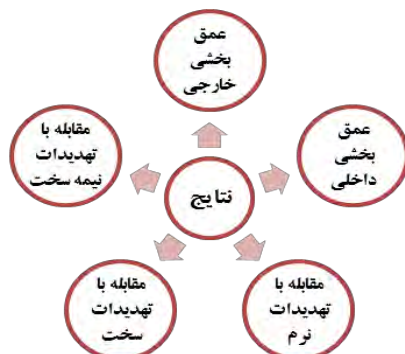 عمق
بخشی
خارجی
عمق
بخشی
داخلی
مقابله با
تهدیدات
نیمه سخت
نتایج
مقابله با
تهدیدات
نرم
مقابله با
تهدیدات
سخت